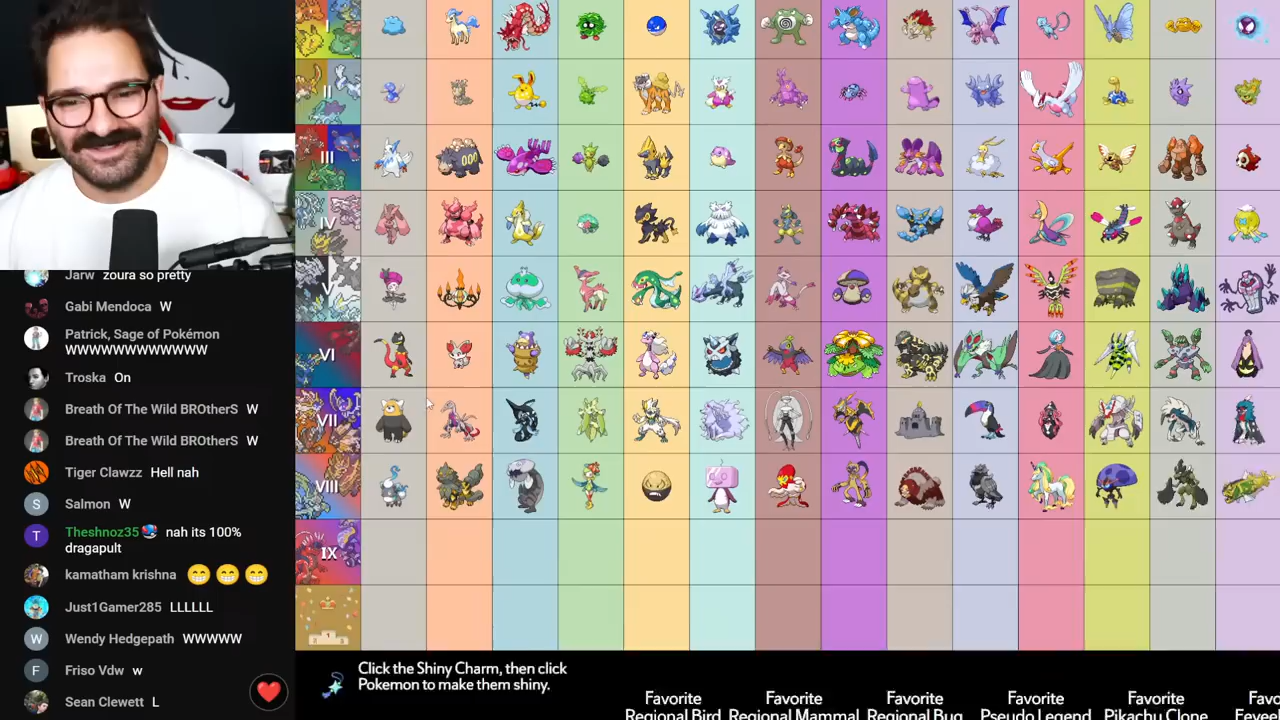 Jarw zoura so pretty
Gabi Mendoca W
Patrick, Sage of Pokémon
WWWWWWWWWWWW
Troska On
Breath Of The Wild BROtherS W
Breath Of The Wild BROtherS W
Tiger Clawzz Hell nah
S Salmon W
T Theshnoz35 nah its 100%
dragapult
kamatham krishna
Just1Gamer285 LLLLLL
W Wendy Hedgepath WWWWW
F Friso Vdw w
Sean Clewett L
I
II
III
IV
V
VI
VII
VIII
IX
Click the Shiny Charm, then click
Pokemon to make them shiny.
Favorite
Regional Bird
Favorite
Regional Mammal
Favorite
Regional Bug
Favorite
Pseudo Legend
Favorite
Pikachu Clone